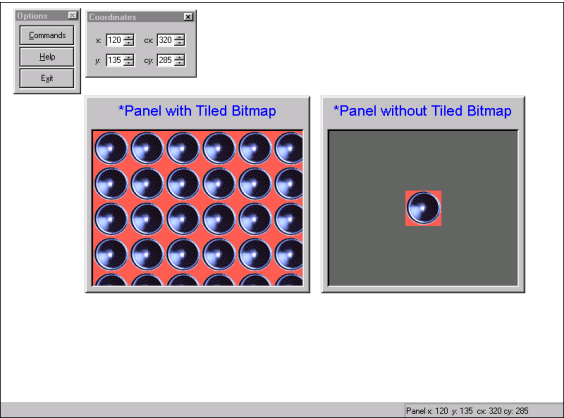 Options
Commands
Help
Exit
Coordinates
x: 120 cx: 320
y: 135 cy: 285
*Panel with Tiled Bitmap
*Panel without Tiled Bitmap
Panel x: 120 y: 135 cx: 320 cy: 285